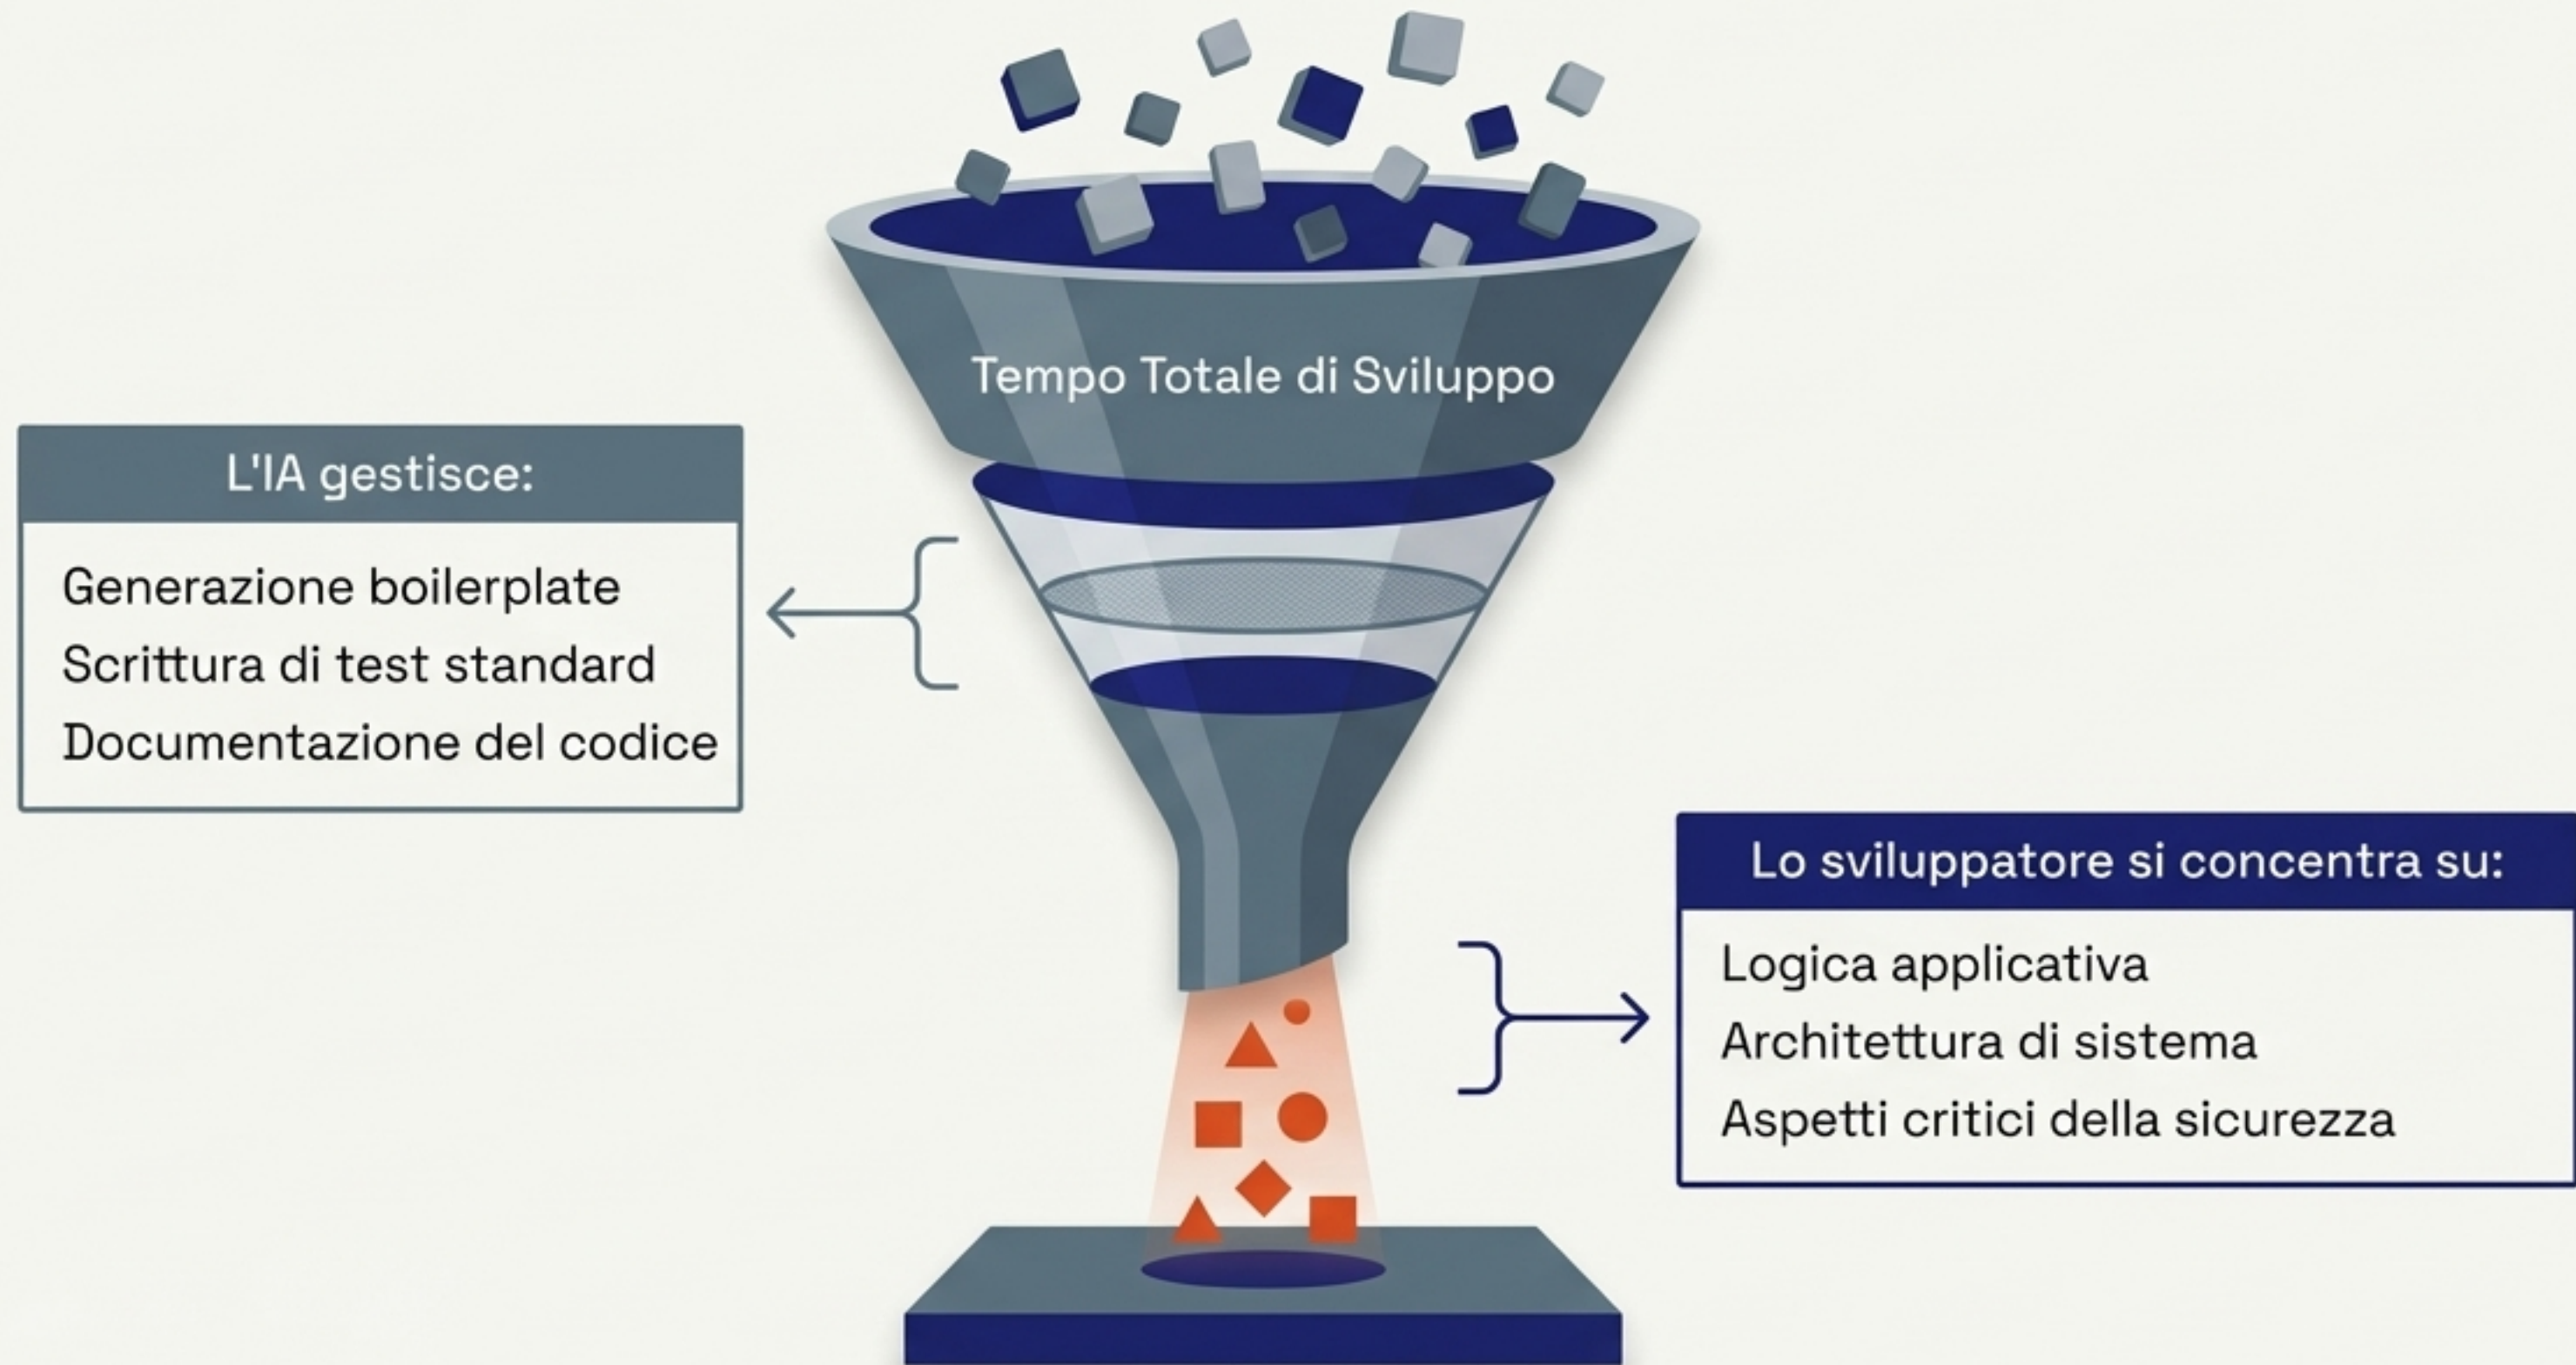 Tempo Totale di Sviluppo
L'IA gestisce:
Generazione boilerplate
Scrittura di test standard
Documentazione del codice
Lo sviluppatore si concentra su:
Logica applicativa
Architettura di sistema
Aspetti critici della sicurezza